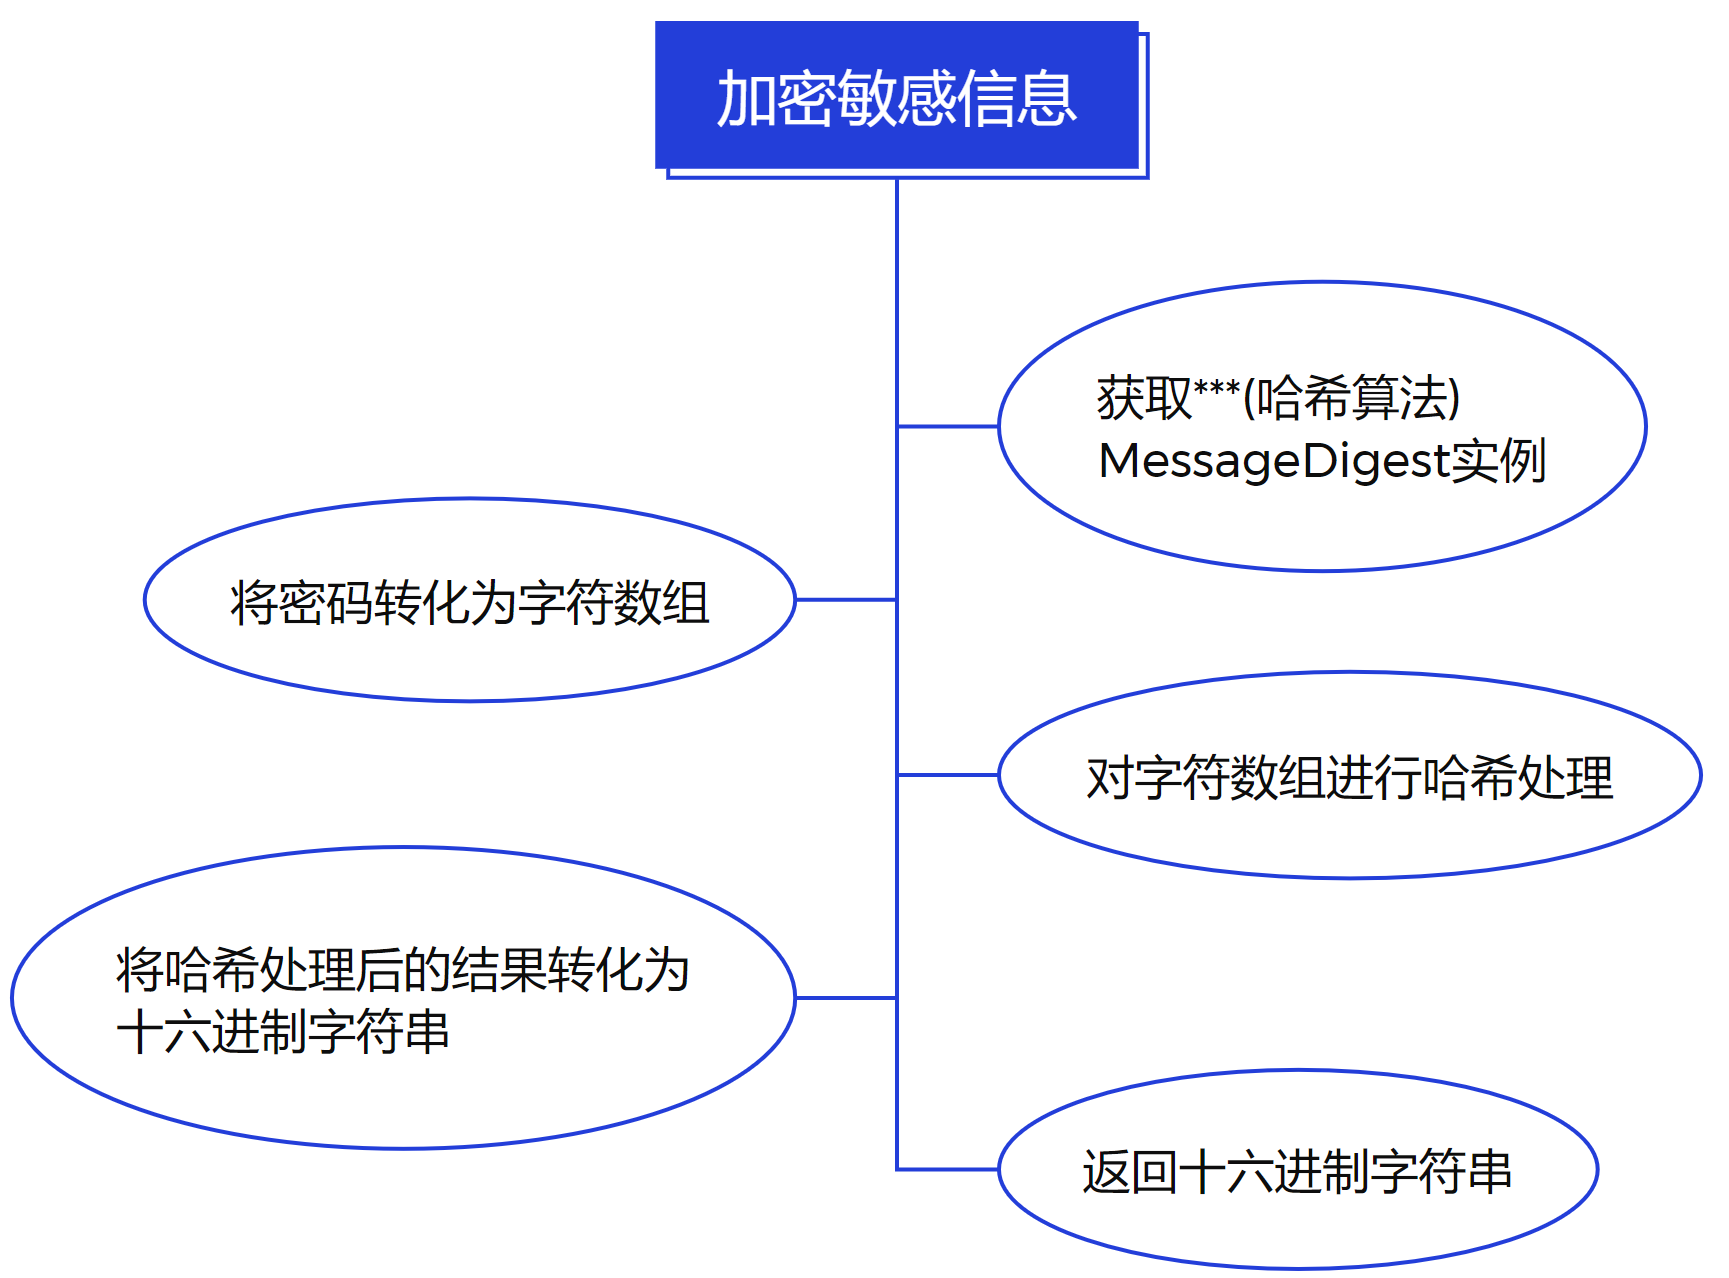 加密敏感信息
获取***(哈希算法)
MessageDigest实例
将密码转化为字符数组
对字符数组进行哈希处理
将哈希处理后的结果转化为
十六进制字符串
返回十六进制字符串